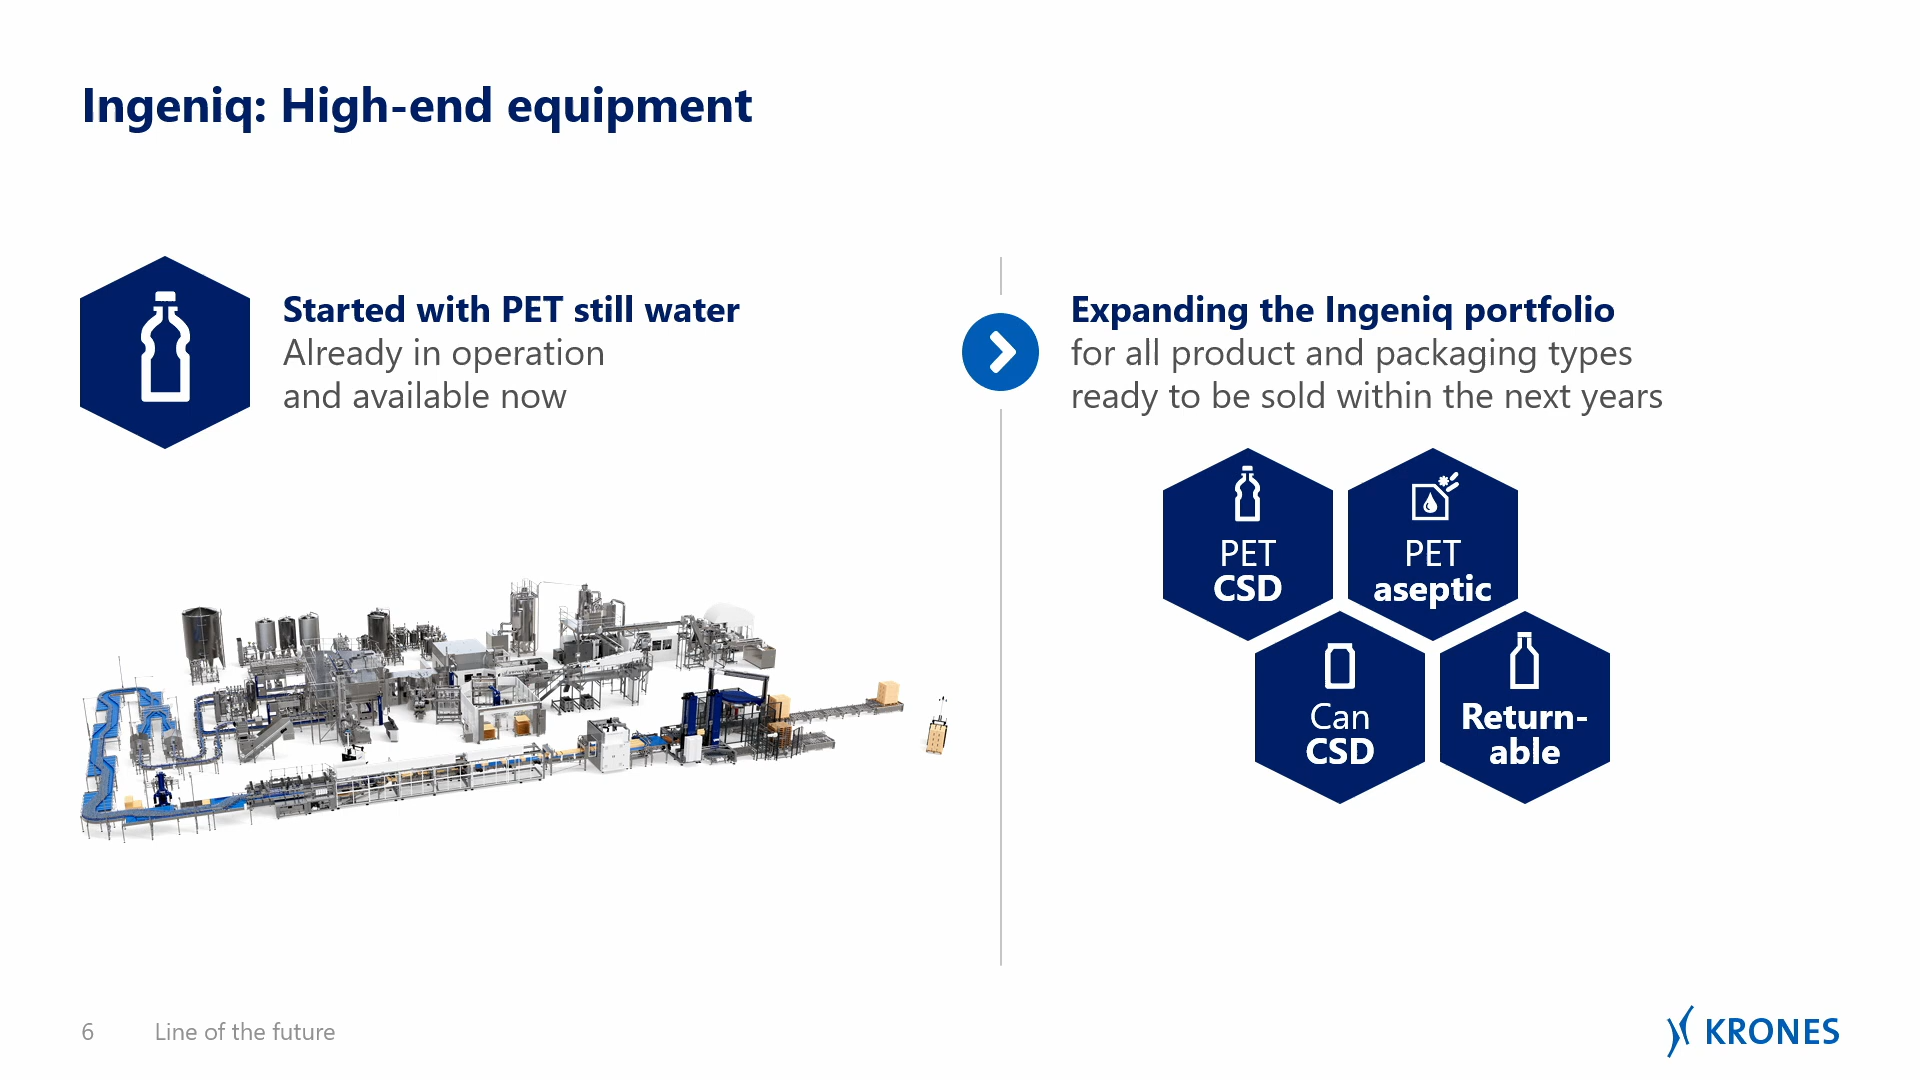 Ingeniq: High-end equipment
Started with PET still water
Already in operation
and available now
Expanding the Ingeniq portfolio
for all product and packaging types
ready to be sold within the next years
PET
CSD
PET
aseptic
Can
CSD
Return-
able
6
Line of the future
KRONES